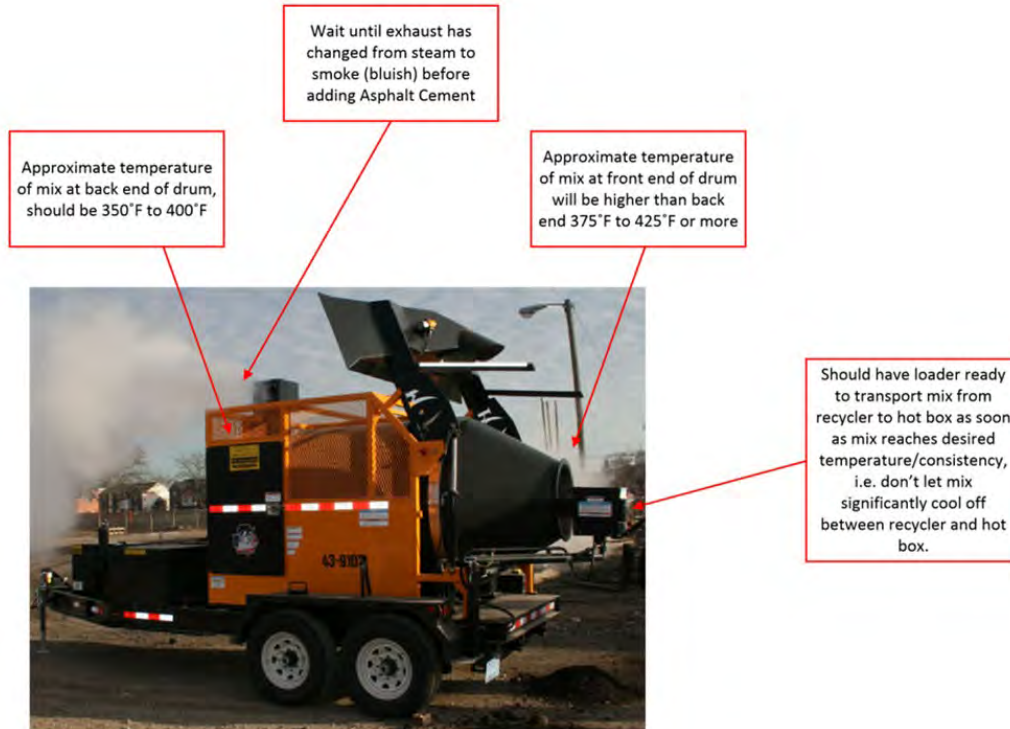 Wait until exhaust has
changed from steam to
smoke (bluish) before
adding Asphalt Cement
Approximate temperature
of mix at back end of drum,
should be 350˚F to 400˚F
Approximate temperature
of mix at front end of drum
will be higher than back
end 375˚F to 425˚F or more
Should have loader ready
to transport mix from
recycler to hot box as soon
as mix reaches desired
temperature/consistency,
i.e. don’t let mix
significantly cool off
between recycler and hot
box.